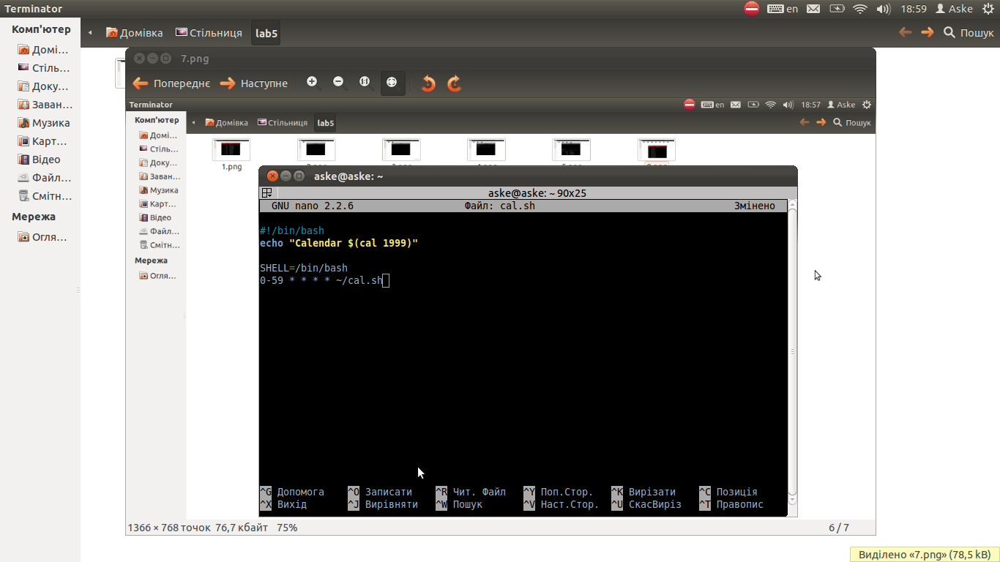 Terminator
en
18:59
Aske
Комп'ютер
Домі...
Стіль...
Доку...
Заван...
Музика
Карт...
Відео
Файл...
Смітн...
Мережа
Огля...
Домівка
Стільниця
lab5
Пошук
7.png
Попереднє
Наступне
Terminator
en
18:57
Aske
Комп'ютер
Домі...
Стіль...
Доку...
Заван...
Музика
Карт...
Відео
Файл...
Смітн...
Мережа
Огля...
Домівка
Стільниця
lab5
Пошук
1.png
aske@aske: ~
aske@aske: ~ 90x25
GNU nano 2.2.6 Файл: cal.sh Змінено
#!/bin/bash
echo "Calendar $(cal 1999)"
SHELL=/bin/bash
0-59 * * * * ~/cal.sh
^G Допомога ^O Записати ^R Чит. Файл ^Y Поп.Стор. ^K Вирізати ^C Позиція
^X Вихід ^J Вирівняти ^W Пошук ^V Наст.Стор. ^U СкасВиріз ^T Правопис
1366 × 768 точок 76,7 кбайт 75%
6 / 7
Виділено «7.png» (78,5 kB)